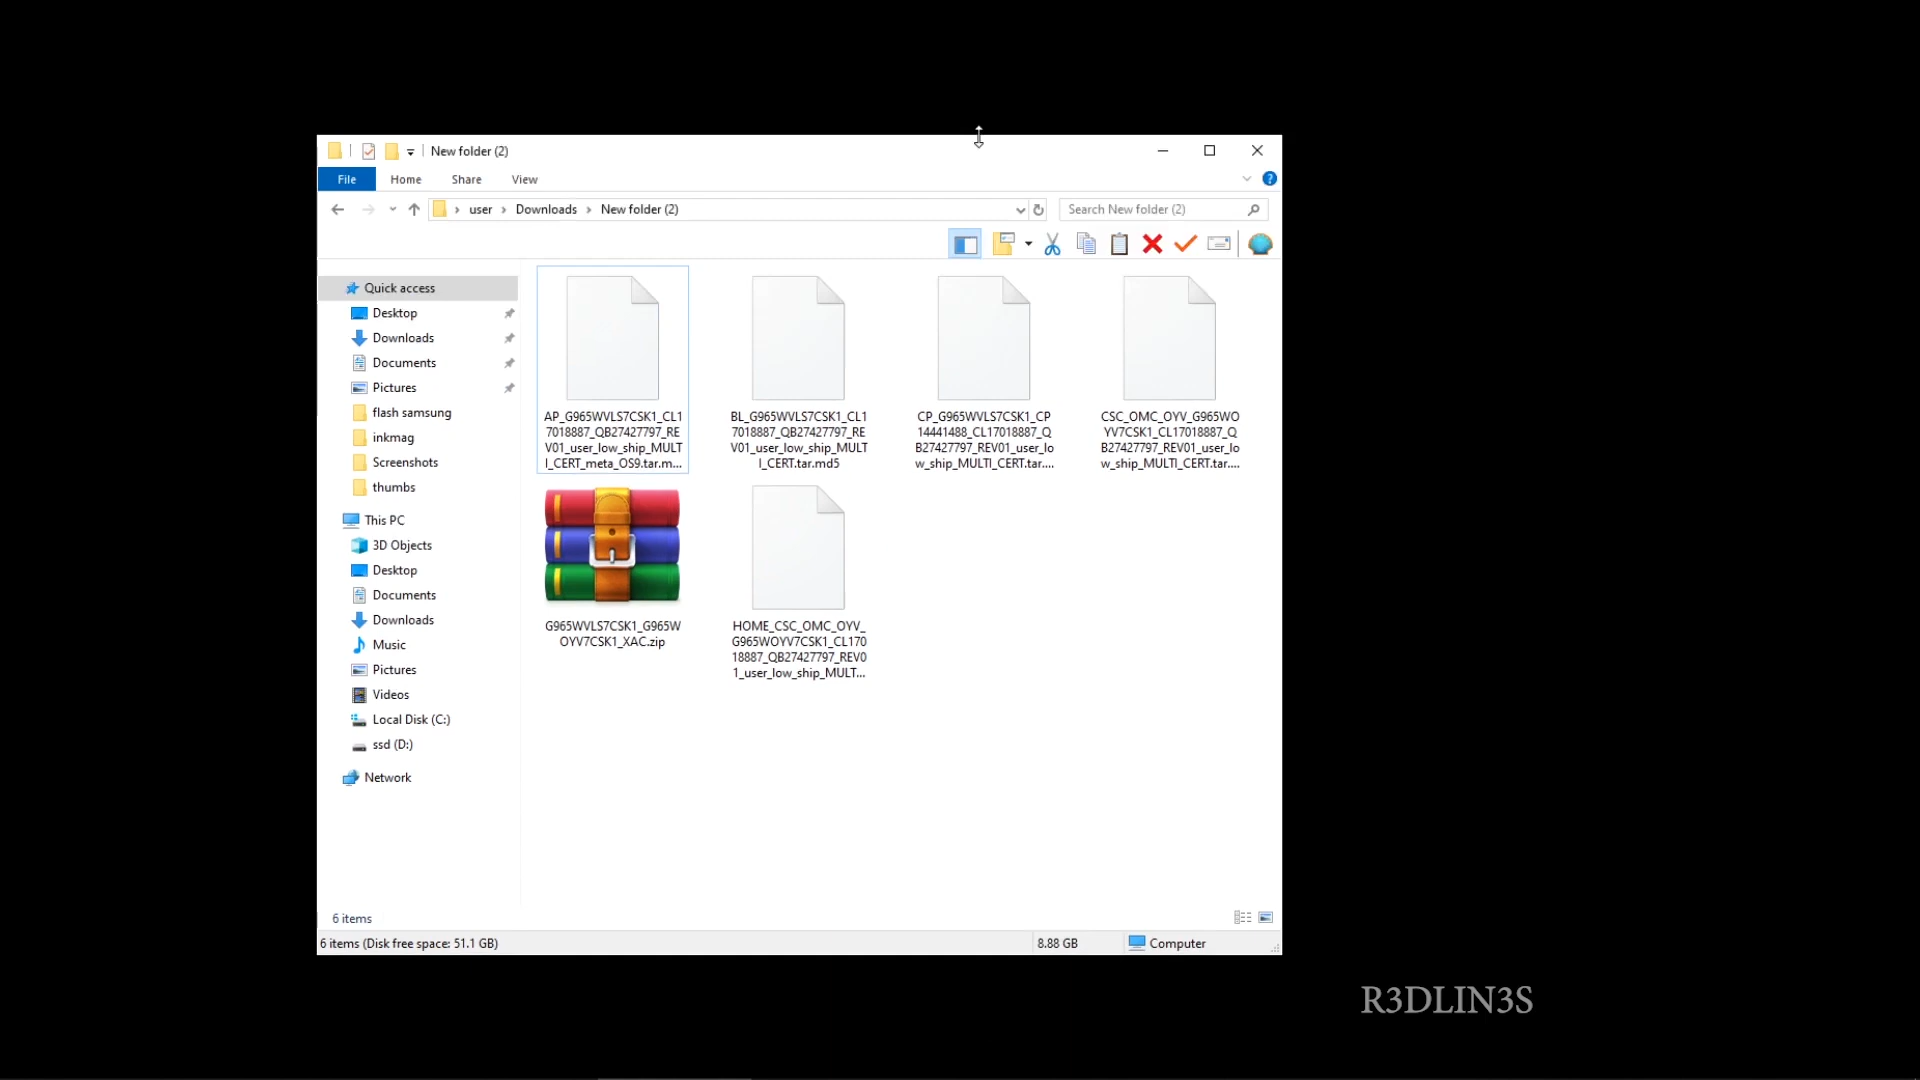 New folder (2)
File
Home
Share
View
user
Downloads
New folder (2)
Search New folder (2)
Quick access
Desktop
Downloads
Documents
Pictures
flash samsung
inkmag
Screenshots
thumbs
This PC
3D Objects
Desktop
Documents
Downloads
Music
Pictures
Videos
Local Disk (C:)
ssd (D:)
Network
AP_G965WVLS7CSK1_CL1
7018887_QB27427797_RE
V01_user_low_ship_MULT
I_CERT_meta_OS9.tar.m...
BL_G965WVLS7CSK1_CL1
7018887_QB27427797_RE
V01_user_low_ship_MULT
I_CERT.tar.md5
CP_G965WVLS7CSK1_CP
14441488_CL17018887_Q
B27427797_REV01_user_lo
w_ship_MULTI_CERT.tar....
CSC_OMC_OYV_G965WO
YV7CSK1_CL17018887_Q
B27427797_REV01_user_lo
w_ship_MULTI_CERT.tar....
G965WVLS7CSK1_G965W
OYV7CSK1_XAC.zip
HOME_CSC_OMC_OYV_
G965WOYV7CSK1_CL170
18887_QB27427797_REV0
1_user_low_ship_MULT...
6 items
6 items (Disk free space: 51.1 GB)
8.88 GB
Computer
R3DLIN3S